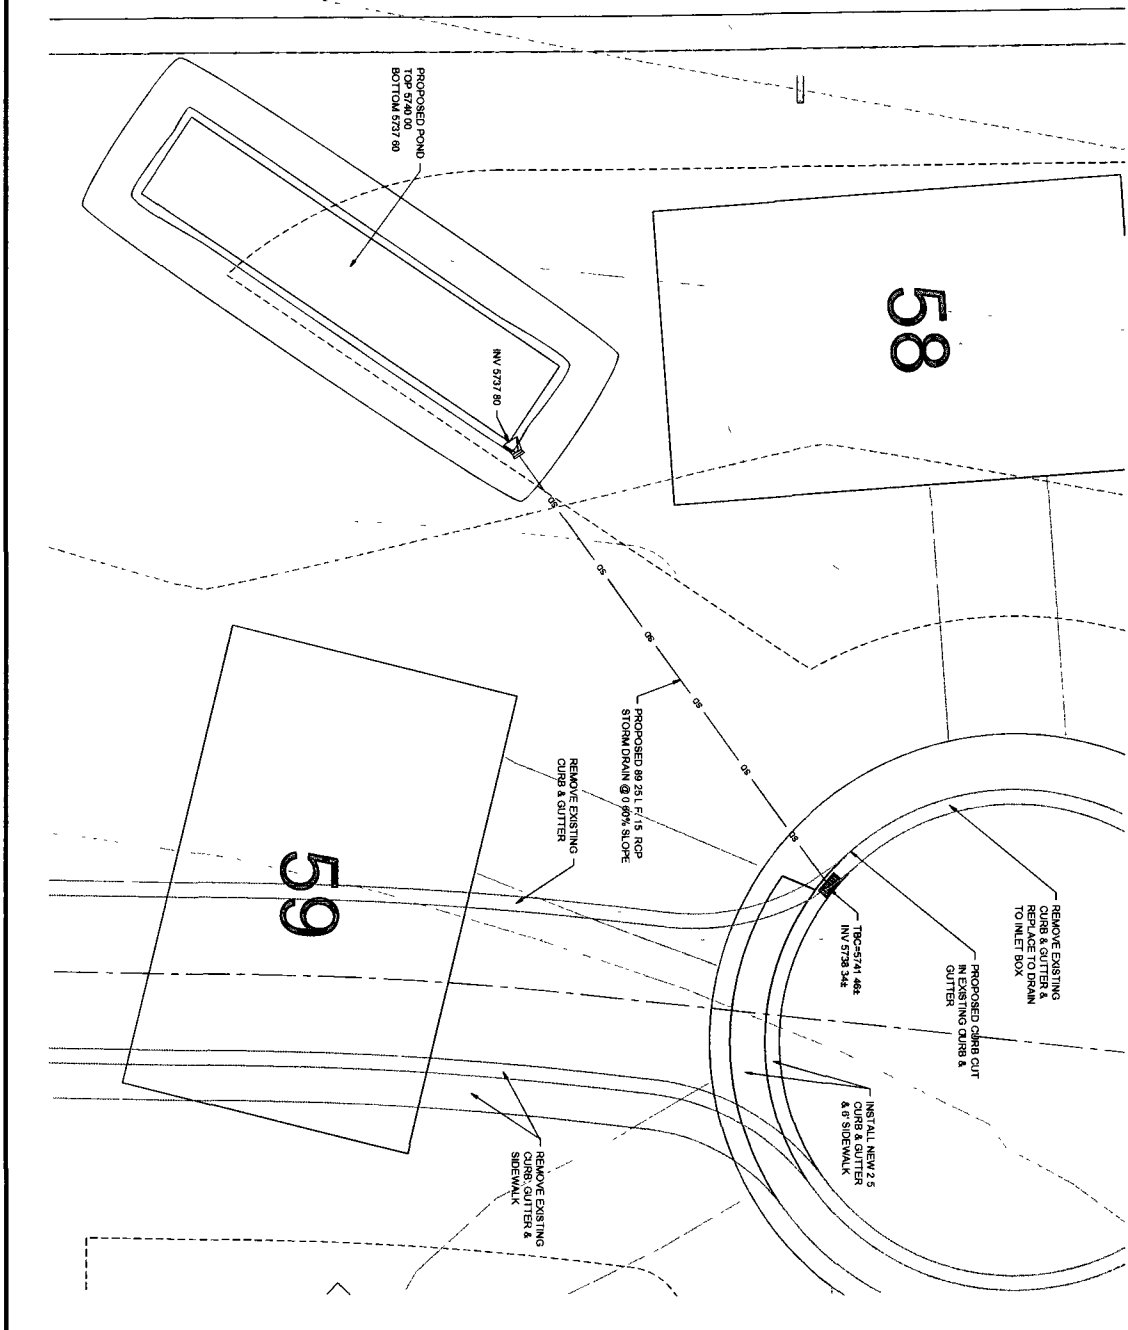 PROPOSED POND
TOP 5740 00
BOTTOM 5737 60
INV 5737 80
58
SD
SD
SD
SD
SD
SD
PROPOSED 89 25 L F / 15 RCP
STORM DRAIN @ 0 60% SLOPE
REMOVE EXISTING
CURB & GUTTER
59
REMOVE EXISTING
CURB & GUTTER &
REPLACE TO DRAIN
TO INLET BOX
PROPOSED CURB CUT
IN EXISTING CURB &
GUTTER
TBC=5741 46±
INV 5738 34±
INSTALL NEW 2 5
CURB & GUTTER
& 6' SIDEWALK
REMOVE EXISTING
CURB, GUTTER &
SIDEWALK